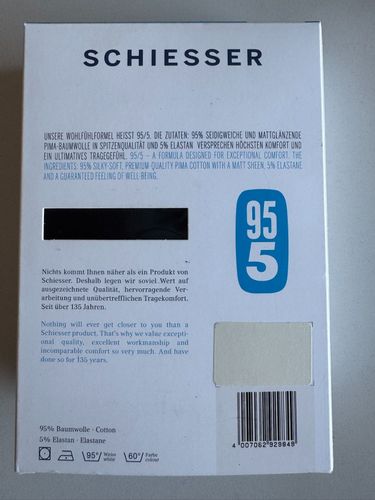 SCHIESSER
UNSERE WOHLFÜHLFORMEL HEISST 95/5. DIE ZUTATEN: 95% SEIDIGWEICHE UND MATTGLÄNZENDE
PIMA-BAUMWOLLE IN SPITZENQUALITÄT UND 5% ELASTAN VERSPRECHEN HÖCHSTEN KOMFORT UND
EIN ULTIMATIVES TRAGEGEFÜHL. 95/5 – A FORMULA DESIGNED FOR EXCEPTIONAL COMFORT. THE
INGREDIENTS: 95% SILKY-SOFT, PREMIUM-QUALITY PIMA COTTON WITH A MATT SHEEN, 5% ELASTANE
AND A GUARANTEED FEELING OF WELL-BEING.
95
5
Nichts kommt Ihnen näher als ein Produkt von
Schiesser. Deshalb legen wir soviel Wert auf
ausgezeichnete Qualität, hervorragende Ver-
arbeitung und unübertrefflichen Tragekomfort.
Seit über 135 Jahren.
Nothing will ever get closer to you than a
Schiesser product. That's why we value excepti-
onal quality, excellent workmanship and
incomparable comfort so very much. And have
done so for 135 years.
95% Baumwolle · Cotton
5% Elastan · Elastane
95° Weiss white 60° Farbe colour
4 007062 929849